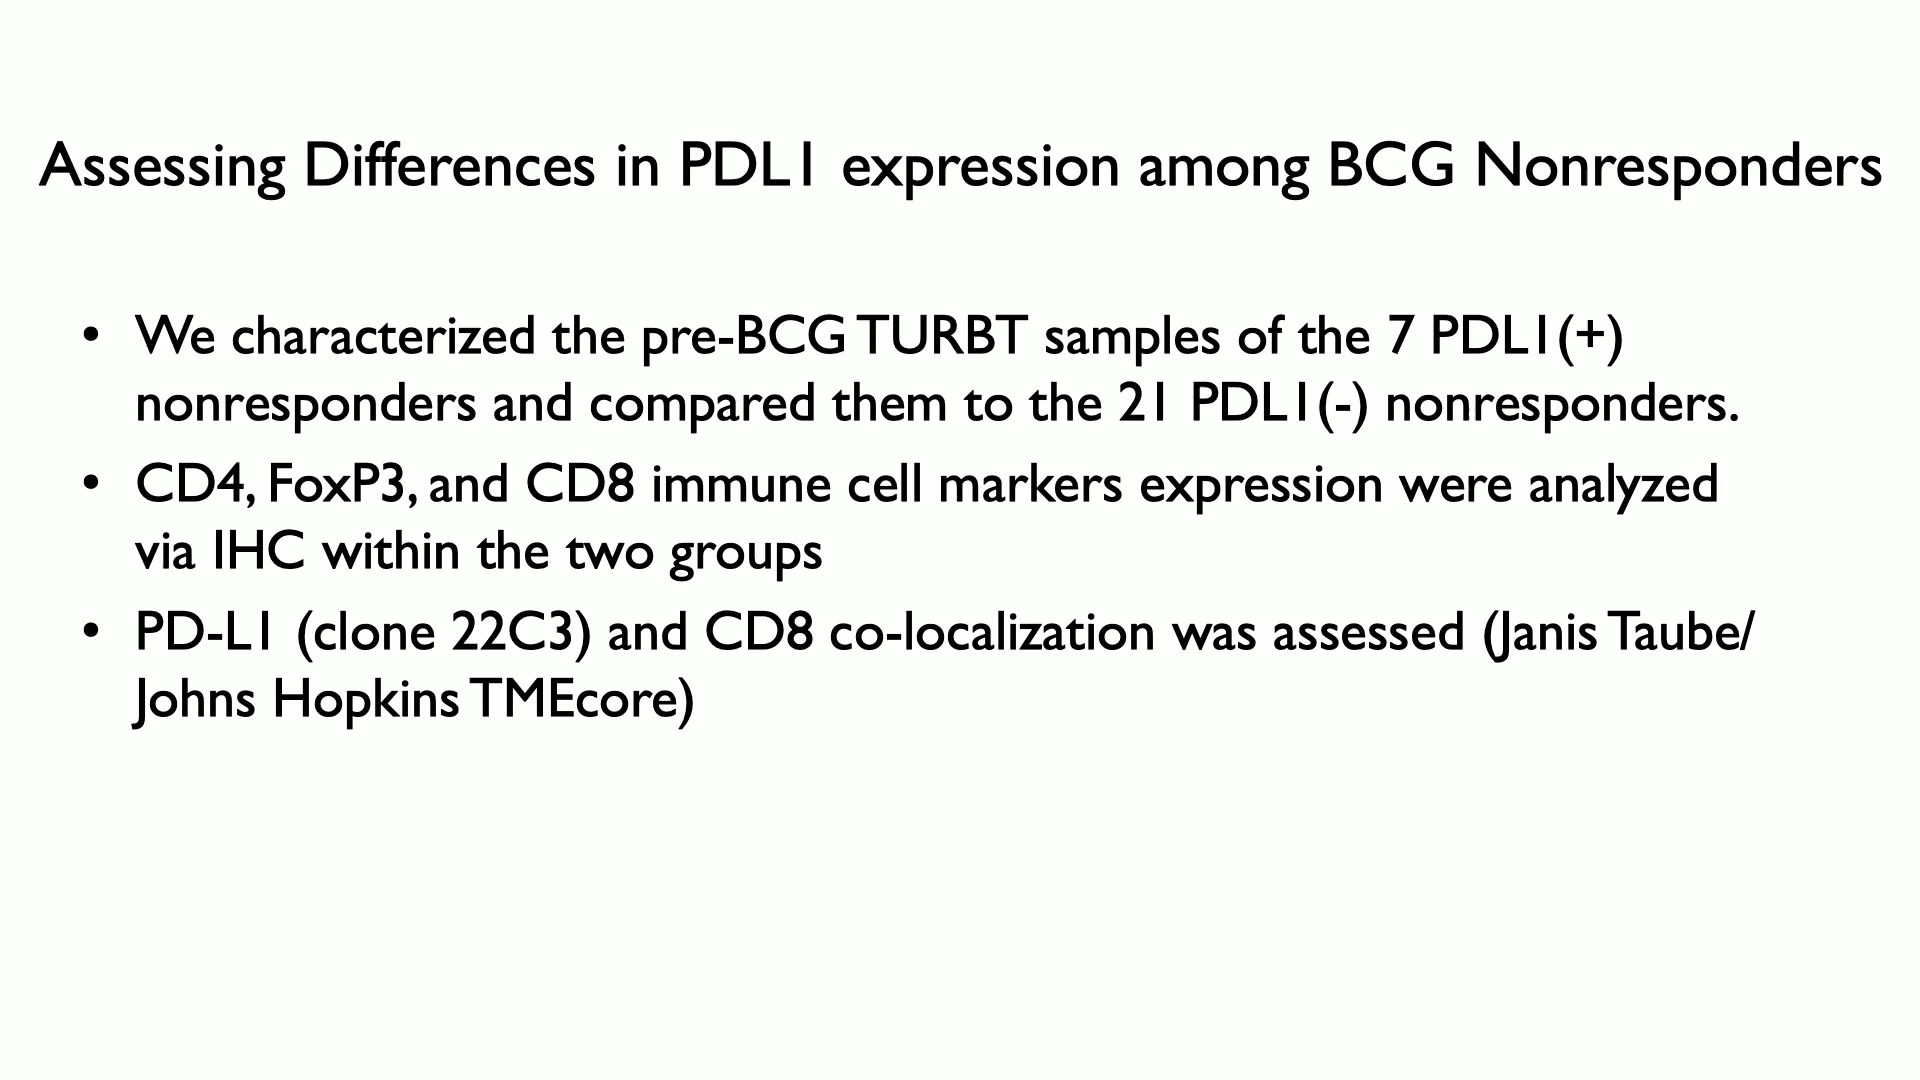 Assessing Differences in PDL1 expression among BCG Nonresponders
• We characterized the pre-BCG TURBT samples of the 7 PDL1(+)
nonresponders and compared them to the 21 PDL1(-) nonresponders.
• CD4, FoxP3, and CD8 immune cell markers expression were analyzed
via IHC within the two groups
• PD-L1 (clone 22C3) and CD8 co-localization was assessed (Janis Taube/
Johns Hopkins TMEcore)